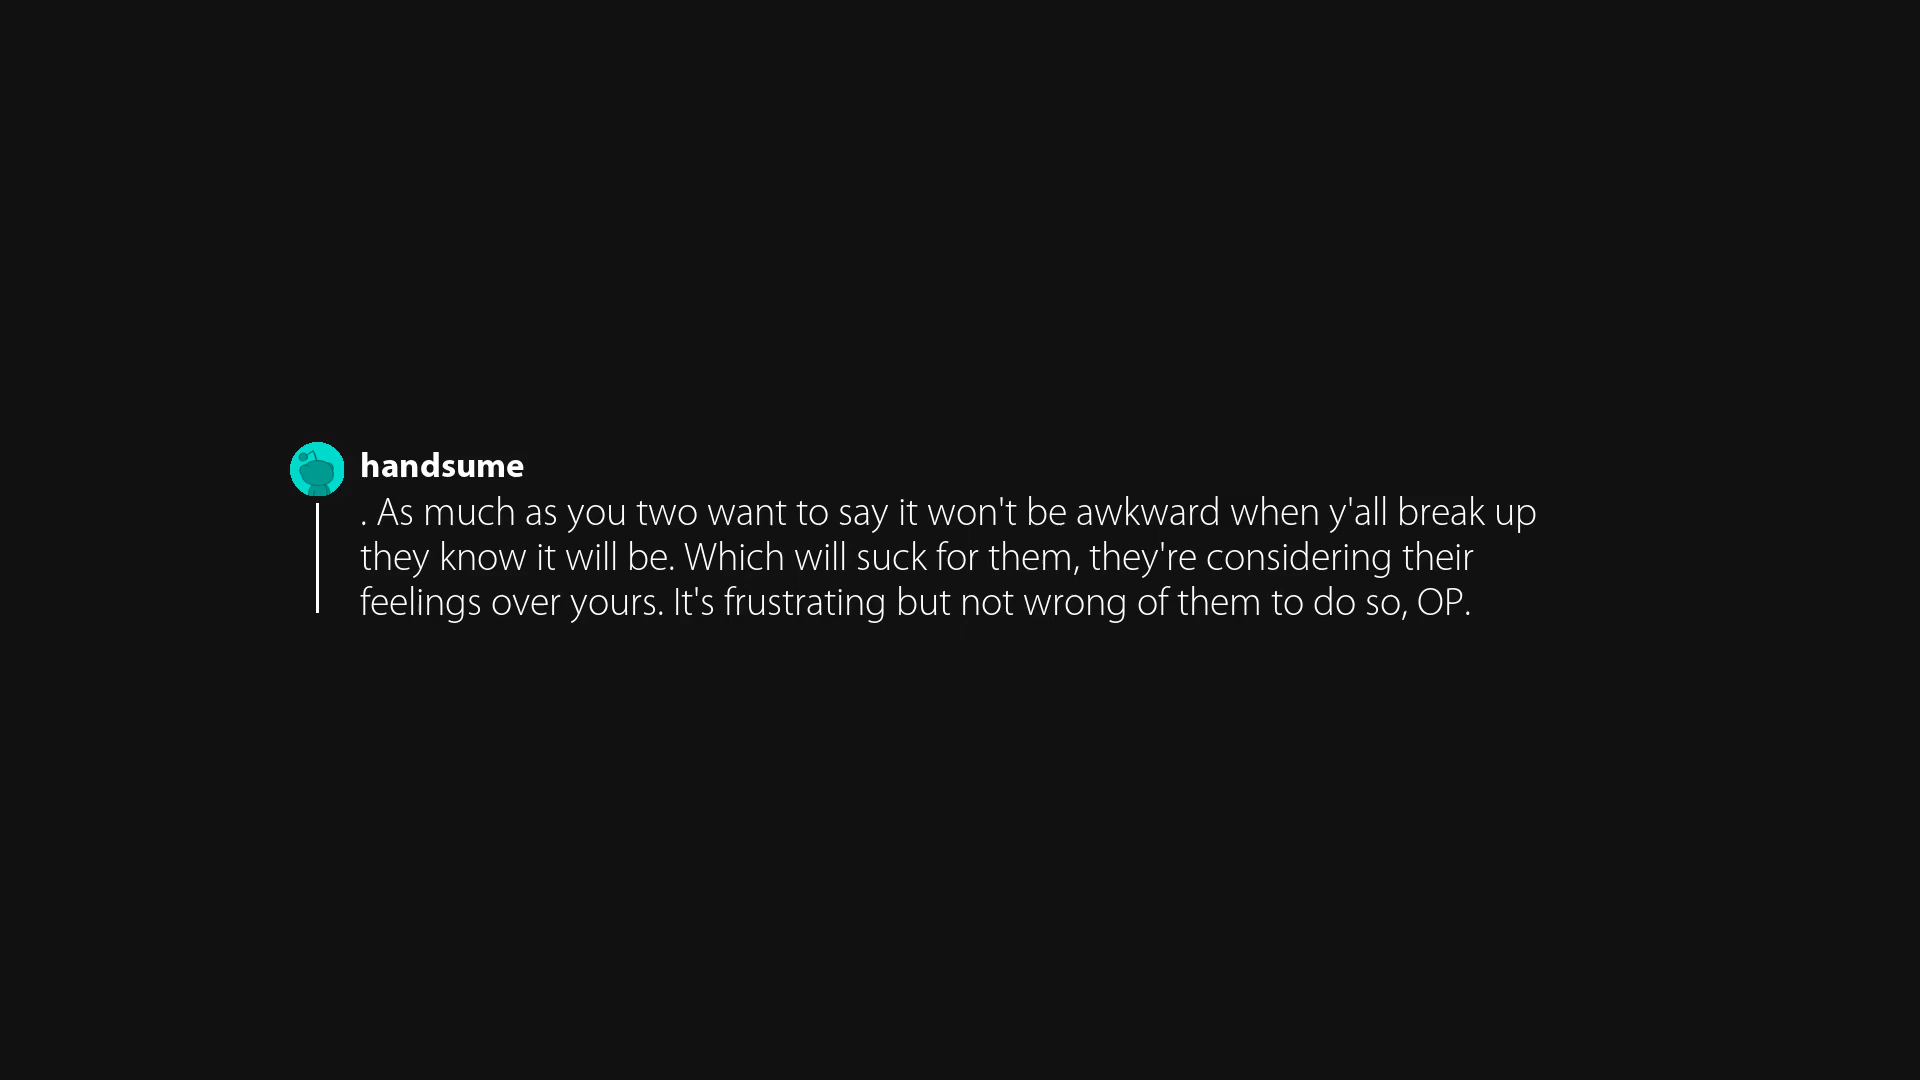 handsume
. As much as you two want to say it won't be awkward when y'all break up
they know it will be. Which will suck for them, they're considering their
feelings over yours. It's frustrating but not wrong of them to do so, OP.